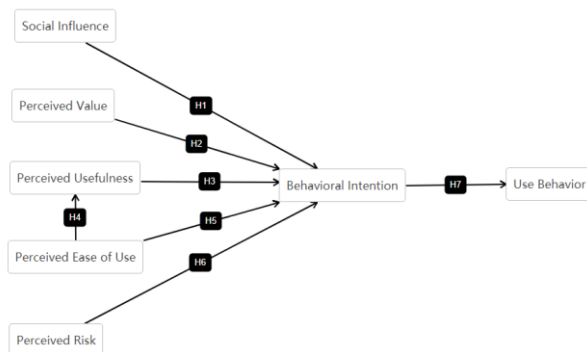 Social Influence
H1
Perceived Value
H2
Perceived Usefulness
H3
Behavioral Intention
H7
Use Behavior
H4
H5
Perceived Ease of Use
H6
Perceived Risk